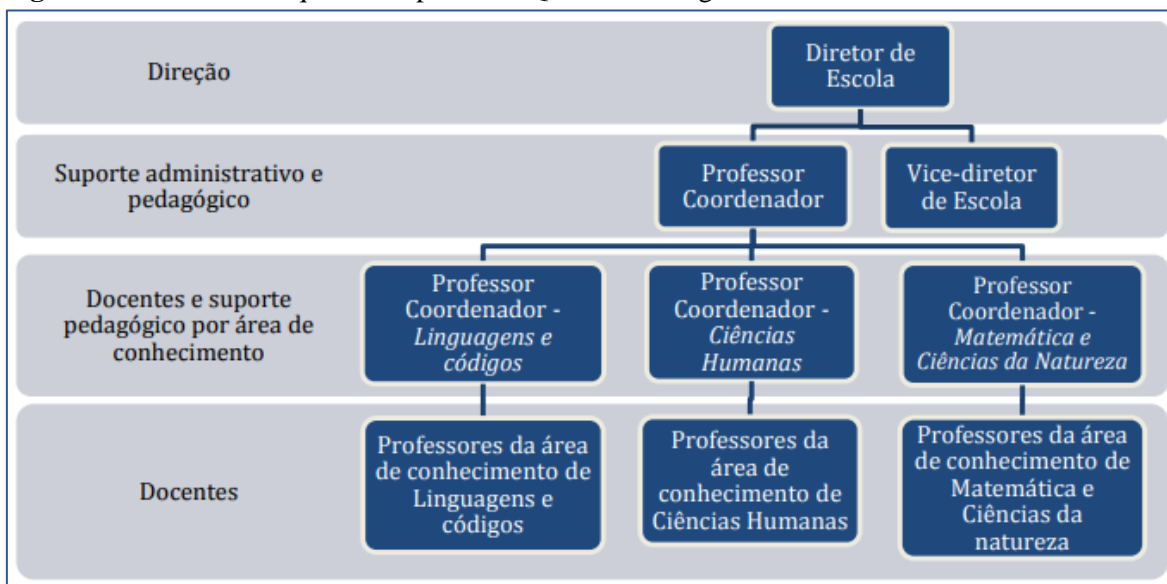 Direção
Diretor de
Escola
Suporte administrativo e
pedagógico
Professor
Coordenador
Vice-diretor
de Escola
Docentes e suporte
pedagógico por área de
conhecimento
Professor
Coordenador -
Linguagens e
códigos
Professor
Coordenador -
Ciências
Humanas
Professor
Coordenador -
Matemática e
Ciências da Natureza
Docentes
Professores da área
de conhecimento de
Linguagens e
códigos
Professores da
área de
conhecimento de
Ciências Humanas
Professores da área
de conhecimento de
Matemática e
Ciências da
natureza